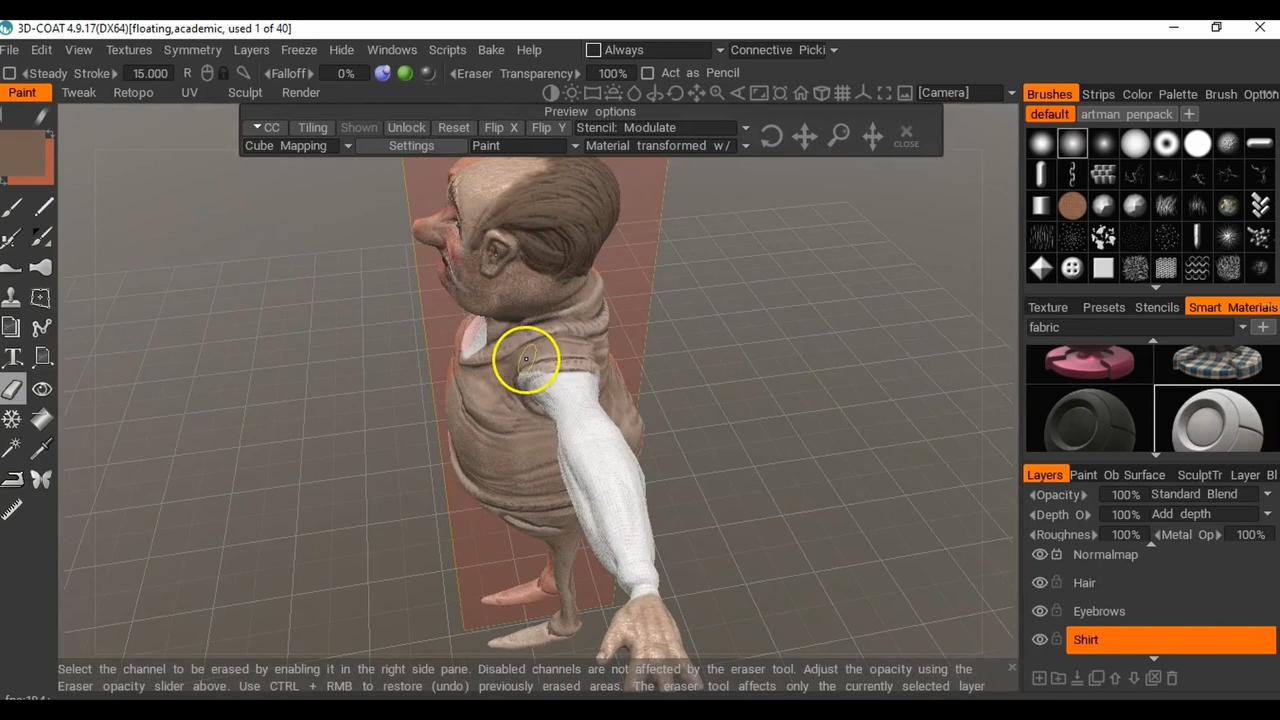 3D-COAT 4.9.17(DX64)[floating,academic, used 1 of 40]
File Edit View Textures Symmetry Layers Freeze Hide Windows Scripts Bake Help Always Connective Picki
Steady Stroke 15.000 R Falloff 0% Eraser Transparency 100% Act as Pencil
Paint Tweak Retopo UV Sculpt Render [Camera]
Brushes Strips Color Palette Brush Option
Preview options
default artman penpack
CC Tiling Shown Unlock Reset Flip X Flip Y Stencil: Modulate
Cube Mapping Settings Paint Material transformed w/
CLOSE
Texture Presets Stencils Smart Materials
fabric
Layers Paint Ob Surface SculptTr Layer Bl
Opacity 100% Standard Blend
Depth O 100% Add depth
Roughness 100% Metal Op 100%
Normalmap
Hair
Eyebrows
Shirt
Select the channel to be erased by enabling it in the right side pane. Disabled channels are not affected by the eraser tool. Adjust the opacity using the
Eraser opacity slider above. Use CTRL + RMB to restore (undo) previously erased areas. The eraser tool affects only the currently selected layer